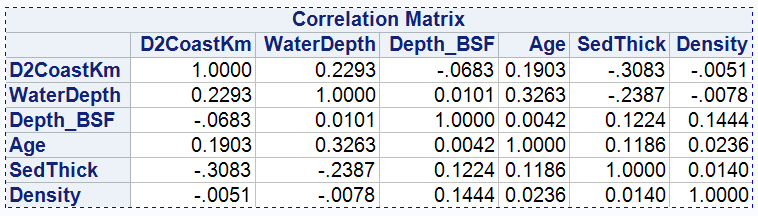 Correlation Matrix
D2CoastKm WaterDepth Depth_BSF Age SedThick Density
D2CoastKm 1.0000 0.2293 -.0683 0.1903 -.3083 -.0051
WaterDepth 0.2293 1.0000 0.0101 0.3263 -.2387 -.0078
Depth_BSF -.0683 0.0101 1.0000 0.0042 0.1224 0.1444
Age 0.1903 0.3263 0.0042 1.0000 0.1186 0.0236
SedThick -.3083 -.2387 0.1224 0.1186 1.0000 0.0140
Density -.0051 -.0078 0.1444 0.0236 0.0140 1.0000